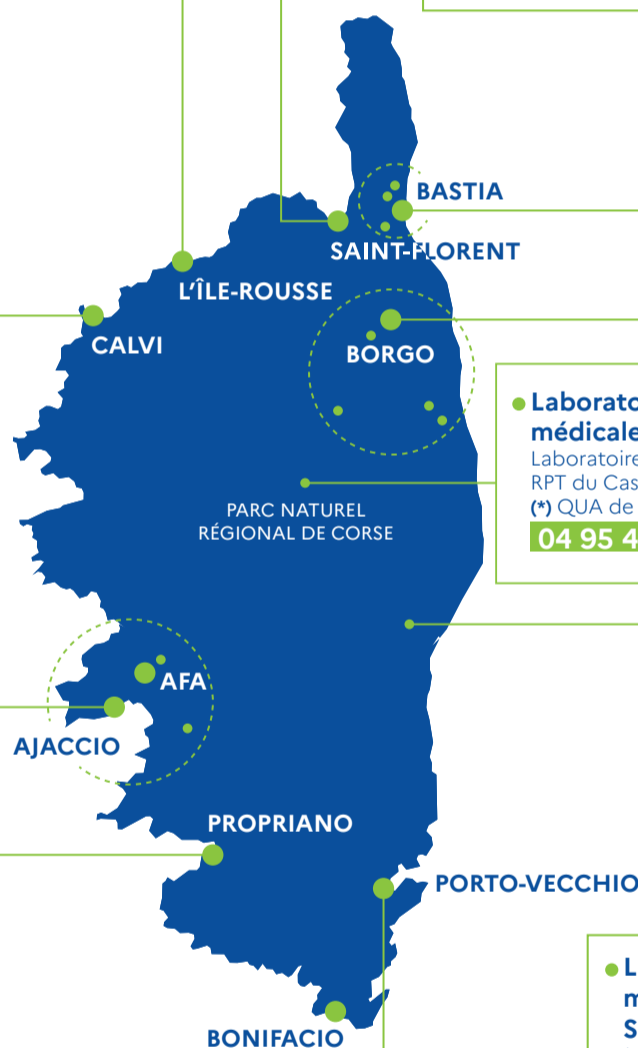 BASTIA
SAINT-FLORENT
L'ÎLE-ROUSSE
CALVI
BORGO
Laborato
médicale
Laboratoire
RPT du Cas
(*) QUA de
04 95 4
PARC NATUREL
RÉGIONAL DE CORSE
AFA
AJACCIO
PROPRIANO
PORTO-VECCHIO
L
m
S
BONIFACIO